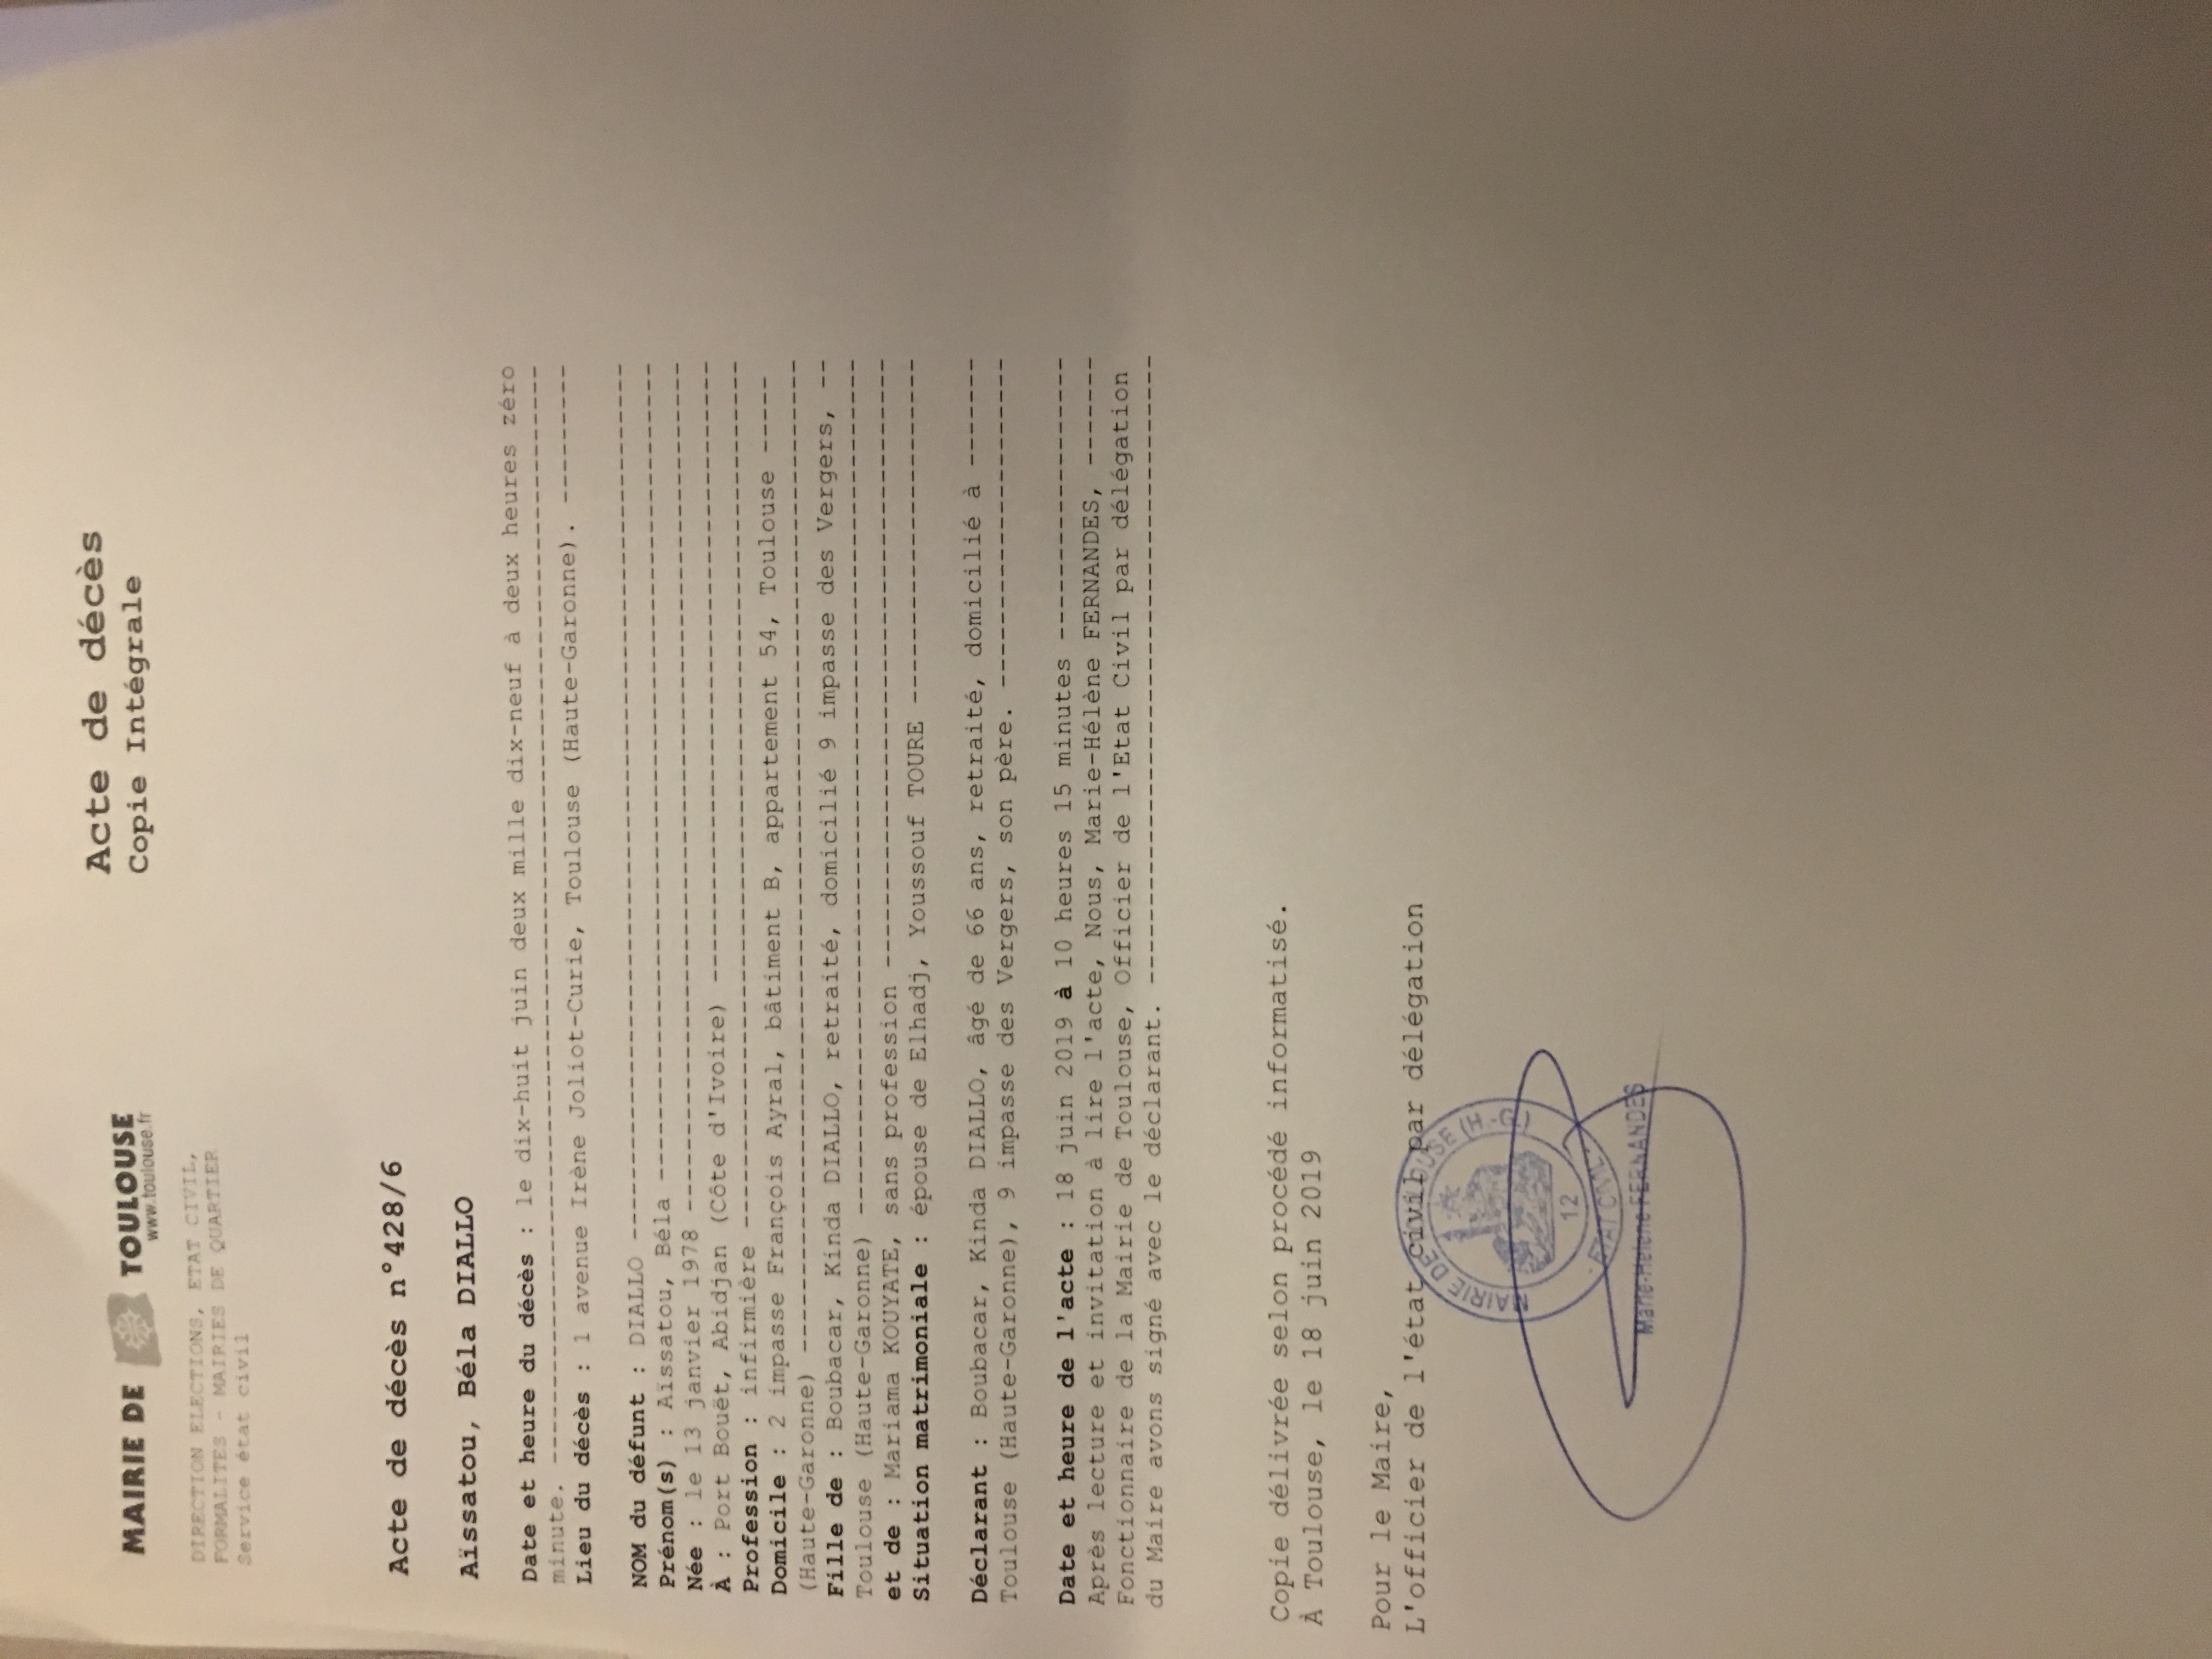 MAIRIE DE TOULOUSE
www.toulouse.fr
Acte de décès
Copie Intégrale
DIRECTION ELECTIONS, ETAT CIVIL,
FORMALITES - MAIRIES DE QUARTIER
Service état civil
Acte de décès n°428/6
Aïssatou, Béla DIALLO
Date et heure du décès : le dix-huit juin deux mille dix-neuf à deux heures zéro
minute. ----------------------------------------------------------------------
Lieu du décès : 1 avenue Irène Joliot-Curie, Toulouse (Haute-Garonne). ---------
NOM du défunt : DIALLO ---------------------------------------------------------
Prénom(s) : Aïssatou, Béla -----------------------------------------------------
Née : le 13 janvier 1978 -------------------------------------------------------
À : Port Bouët, Abidjan (Côte d'Ivoire) ----------------------------------------
Profession : infirmière --------------------------------------------------------
Domicile : 2 impasse François Ayral, bâtiment B, appartement 54, Toulouse -----
(Haute-Garonne) ----------------------------------------------------------------
Fille de : Boubacar, Kinda DIALLO, retraité, domicilié 9 impasse des Vergers, --
Toulouse (Haute-Garonne) -------------------------------------------------------
et de : Mariama KOUYATE, sans profession ---------------------------------------
Situation matrimoniale : épouse de Elhadj, Youssouf TOURE ----------------------
Déclarant : Boubacar, Kinda DIALLO, âgé de 66 ans, retraité, domicilié à -------
Toulouse (Haute-Garonne), 9 impasse des Vergers, son père. ---------------------
Date et heure de l'acte : 18 juin 2019 à 10 heures 15 minutes ------------------
Après lecture et invitation à lire l'acte, Nous, Marie-Hélène FERNANDES, -------
Fonctionnaire de la Mairie de Toulouse, Officier de l'Etat Civil par délégation
du Maire avons signé avec le déclarant. ----------------------------------------
Copie délivrée selon procédé informatisé.
À Toulouse, le 18 juin 2019
Pour le Maire,
L'officier de l'état civil par délégation
MAIRIE DE TOULOUSE (H.-G.)
12
- ETAT CIVIL -
Marie-Hélène FERNANDES